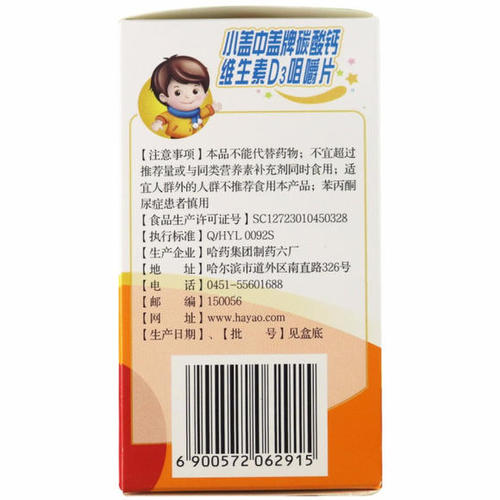 小盖中盖牌碳酸钙
维生素D3咀嚼片
【注意事项】本品不能代替药物；不宜超过
推荐量或与同类营养素补充剂同时食用；适
宜人群外的人群不推荐食用本产品；苯丙酮
尿症患者慎用
【食品生产许可证号】SC12723010450328
【执行标准】Q/HYL 0092S
【生产企业】哈药集团制药六厂
【地　　址】哈尔滨市道外区南直路326号
【电　　话】0451-55601688
【邮　　编】150056
【网　　址】www.hayao.com
【生产日期】、【批　　号】见盒底
6 900572 062915